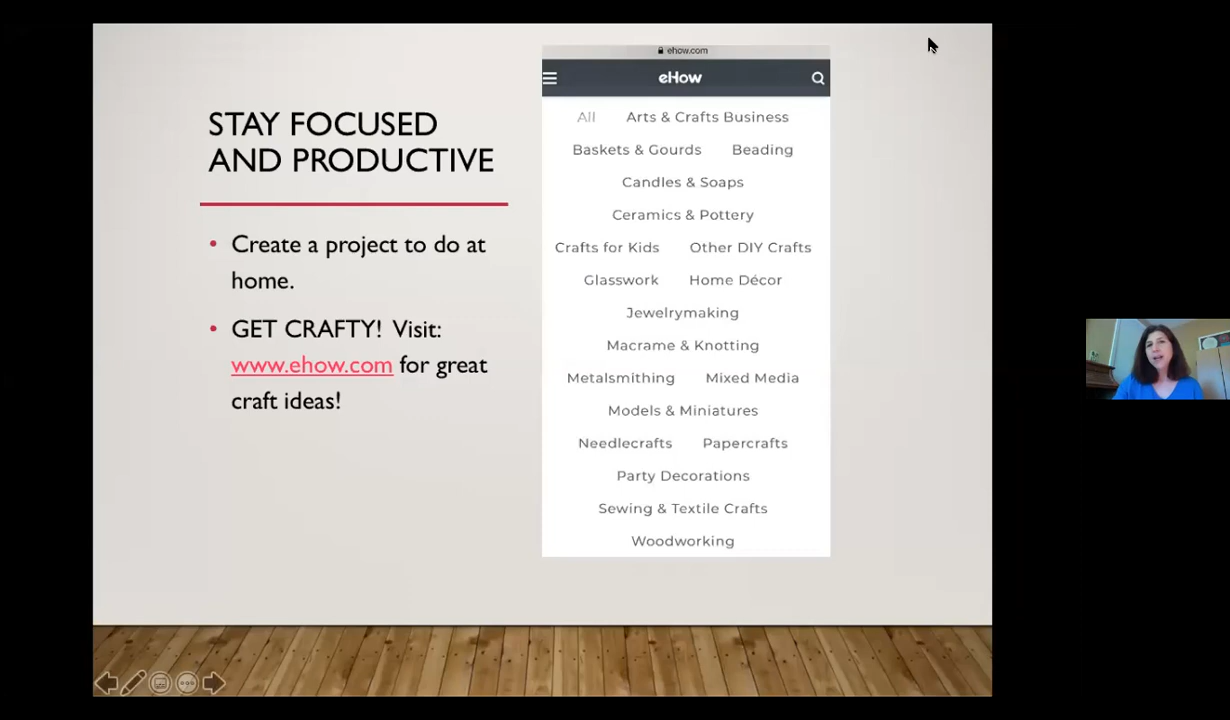 STAY FOCUSED
AND PRODUCTIVE
• Create a project to do at
home.
• GET CRAFTY! Visit:
www.ehow.com for great
craft ideas!
ehow.com
eHow
All Arts & Crafts Business
Baskets & Gourds Beading
Candles & Soaps
Ceramics & Pottery
Crafts for Kids Other DIY Crafts
Glasswork Home Décor
Jewelrymaking
Macrame & Knotting
Metalsmithing Mixed Media
Models & Miniatures
Needlecrafts Papercrafts
Party Decorations
Sewing & Textile Crafts
Woodworking